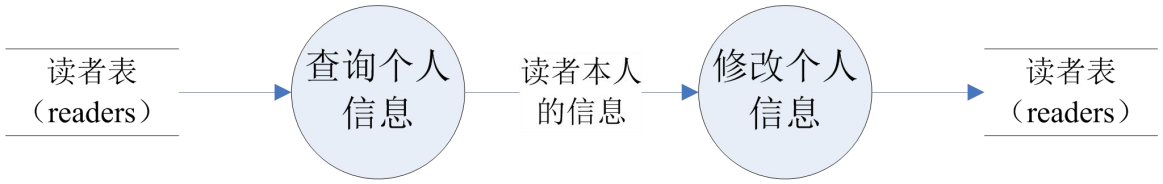 读者表
（readers）
查询个人
信息
读者本人
的信息
修改个人
信息
读者表
（readers）